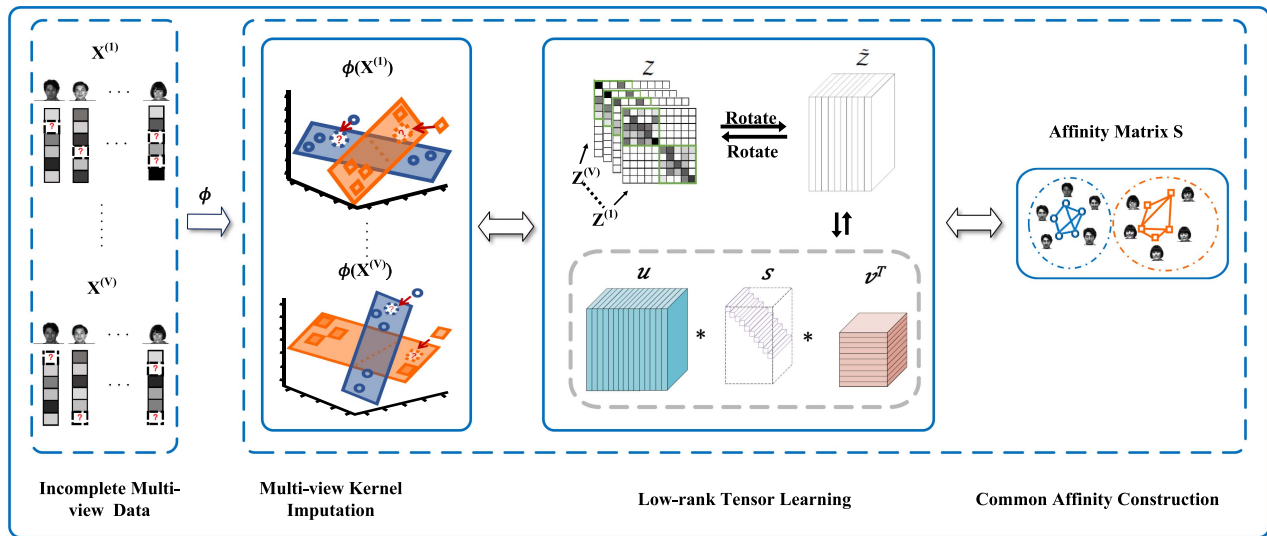 X(1)
. . .
?
?
?
?
. . .
X(V)
. . .
?
?
?
?
. . .
ϕ
ϕ(X(1))
?
?
ϕ(X(V))
?
?
Z
Z̃
Rotate
Rotate
Z(V)
Z(1)
u
*
s
*
vT
Affinity Matrix S
Incomplete Multi-
view Data
Multi-view Kernel
Imputation
Low-rank Tensor Learning
Common Affinity Construction